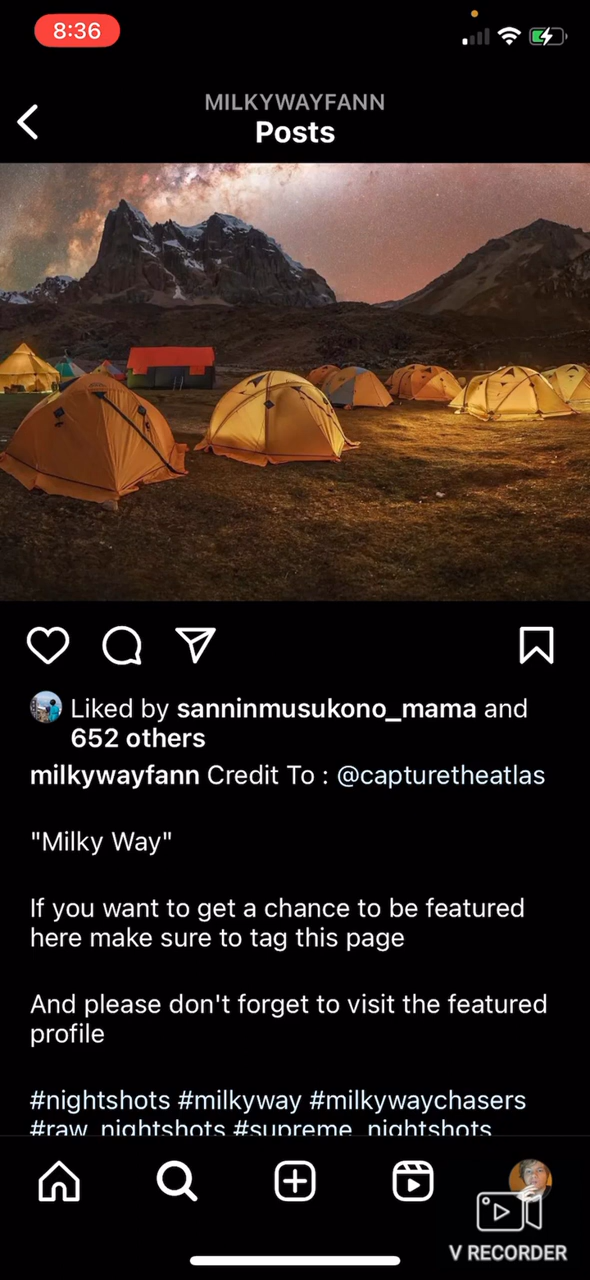 8:36
MILKYWAYFANN
Posts
Liked by sanninmusukono_mama and
652 others
milkywayfann Credit To : @capturetheatlas
"Milky Way"
If you want to get a chance to be featured
here make sure to tag this page
And please don't forget to visit the featured
profile
#nightshots #milkyway #milkywaychasers
#raw_nightshots #supreme_nightshots
V RECORDER